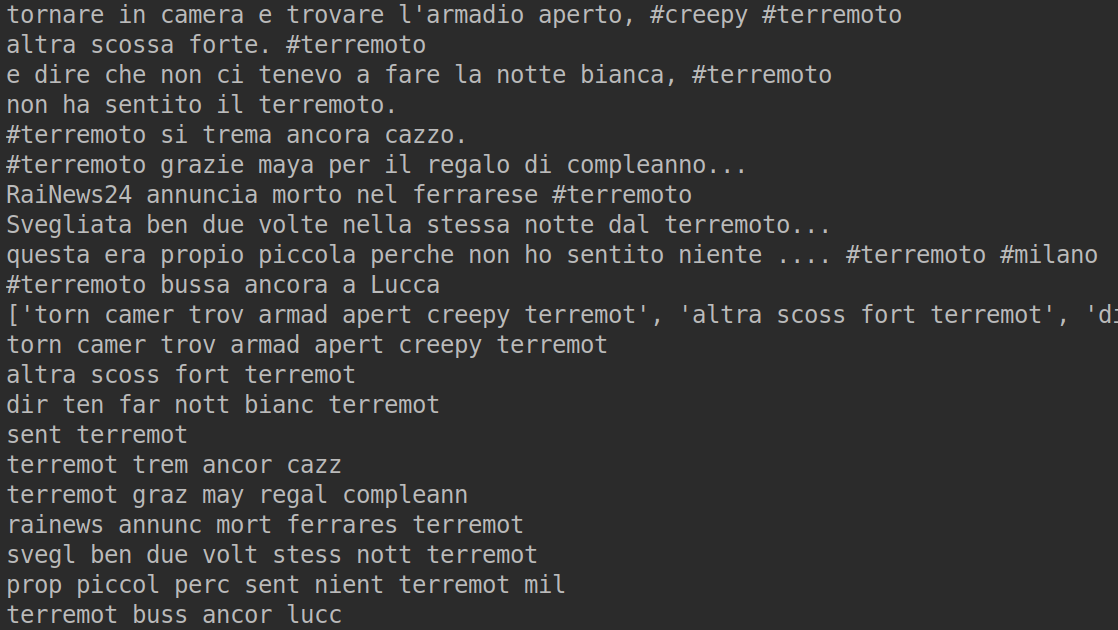 tornare in camera e trovare l'armadio aperto, #creepy #terremoto
altra scossa forte. #terremoto
e dire che non ci tenevo a fare la notte bianca, #terremoto
non ha sentito il terremoto.
#terremoto si trema ancora cazzo.
#terremoto grazie maya per il regalo di compleanno...
RaiNews24 annuncia morto nel ferrarese #terremoto
Svegliata ben due volte nella stessa notte dal terremoto...
questa era propio piccola perche non ho sentito niente .... #terremoto #milano
#terremoto bussa ancora a Lucca
['torn camer trov armad apert creepy terremot', 'altra scoss fort terremot', 'di
torn camer trov armad apert creepy terremot
altra scoss fort terremot
dir ten far nott bianc terremot
sent terremot
terremot trem ancor cazz
terremot graz may regal compleann
rainews annunc mort ferrares terremot
svegl ben due volt stess nott terremot
prop piccol perc sent nient terremot mil
terremot buss ancor lucc